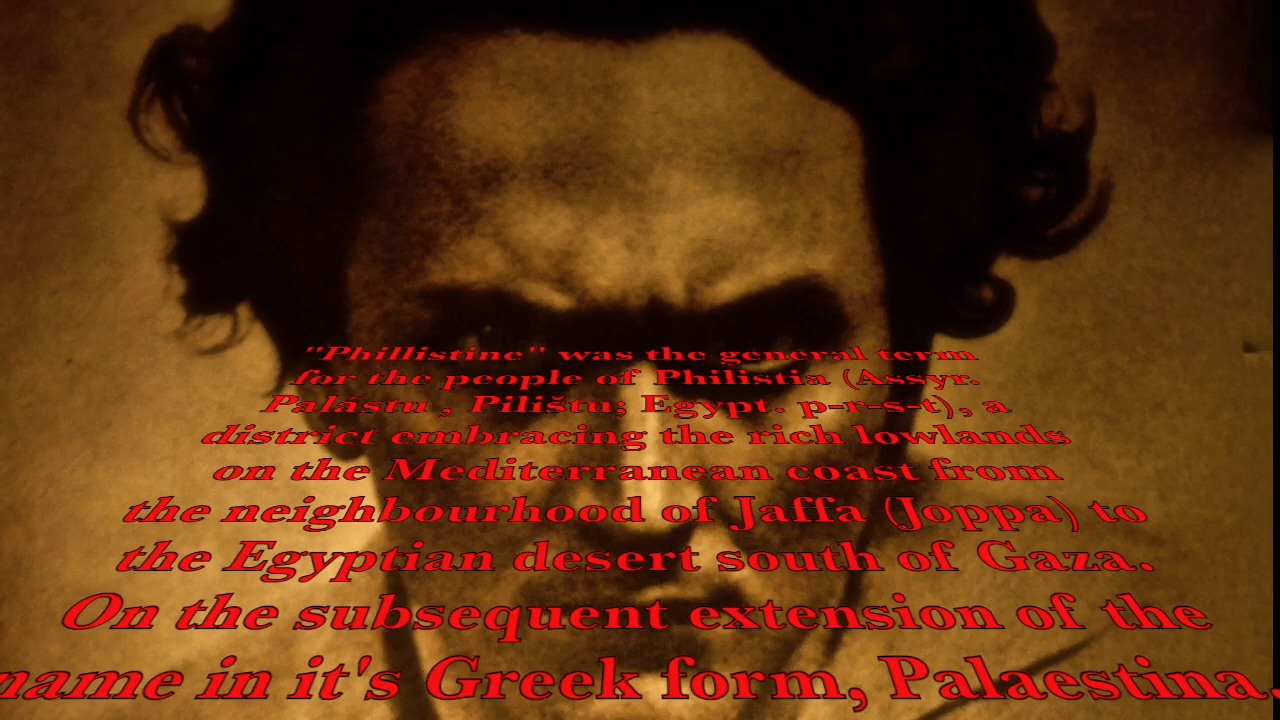 "Phillistine" was the general term
for the people of Philistia (Assyr.
Palástu , Pilištu; Egypt. p-r-s-t) , a
district embracing the rich lowlands
on the Mediterranean coast from
the neighbourhood of Jaffa (Joppa) to
the Egyptian desert south of Gaza.
On the subsequent extension of the
name in it's Greek form, Palaestina.